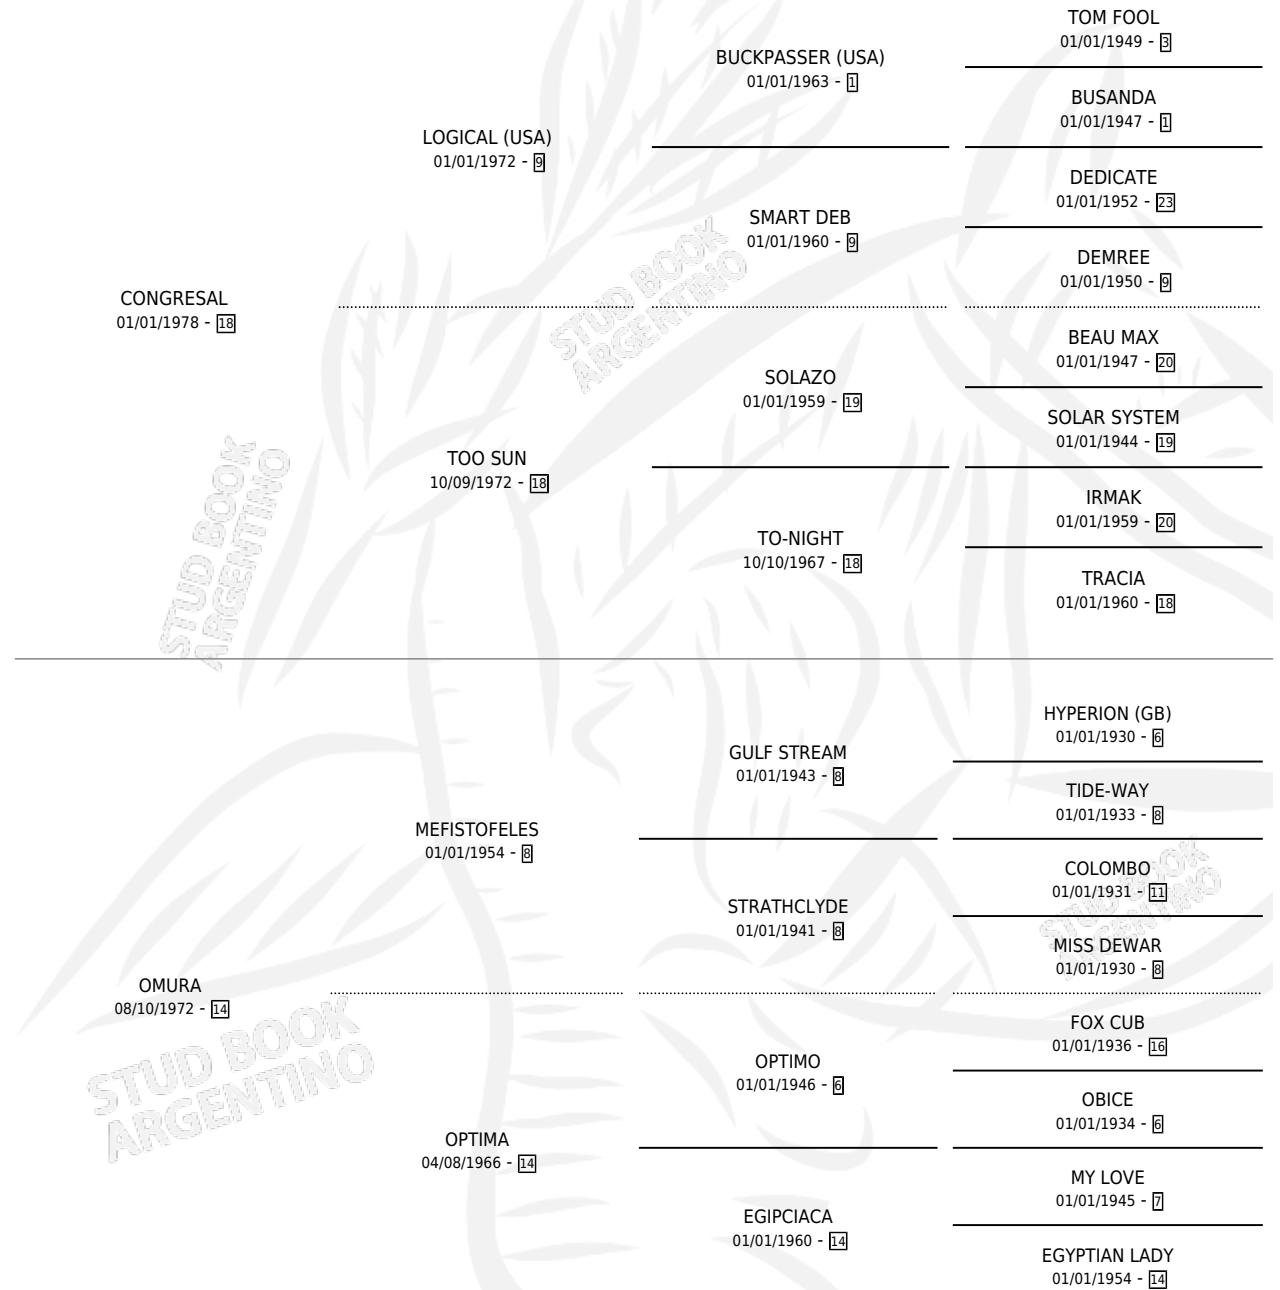 TOM FOOL
01/01/1949 - 3
BUCKPASSER (USA)
01/01/1963 - 1
BUSANDA
01/01/1947 - 1
LOGICAL (USA)
01/01/1972 - 9
DEDICATE
01/01/1952 - 23
SMART DEB
01/01/1960 - 9
DEMREE
01/01/1950 - 9
CONGRESAL
01/01/1978 - 18
BEAU MAX
01/01/1947 - 20
SOLAZO
01/01/1959 - 19
SOLAR SYSTEM
01/01/1944 - 19
TOO SUN
10/09/1972 - 18
IRMAK
01/01/1959 - 20
TO-NIGHT
10/10/1967 - 18
TRACIA
01/01/1960 - 18
HYPERION (GB)
01/01/1930 - 6
GULF STREAM
01/01/1943 - 8
TIDE-WAY
01/01/1933 - 8
MEFISTOFELES
01/01/1954 - 8
COLOMBO
01/01/1931 - 11
STRATHCLYDE
01/01/1941 - 8
MISS DEWAR
01/01/1930 - 8
OMURA
08/10/1972 - 14
FOX CUB
01/01/1936 - 16
OPTIMO
01/01/1946 - 6
OBICE
01/01/1934 - 6
OPTIMA
04/08/1966 - 14
MY LOVE
01/01/1945 - 7
EGIPCIACA
01/01/1960 - 14
EGYPTIAN LADY
01/01/1954 - 14
STUD BOOK
ARGENTINO
STUD BOOK
ARGENTINO
STUD BOOK
ARGENTINO
STUD BOOK
ARGENTINO